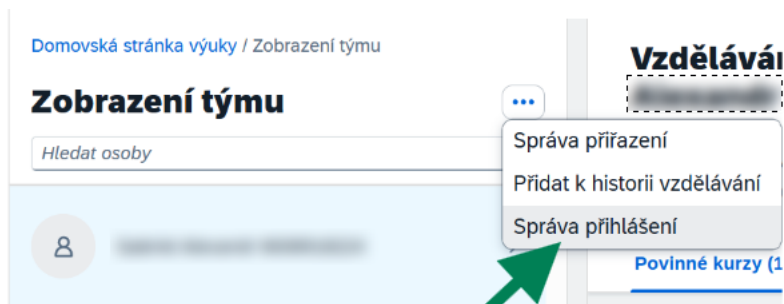 Domovská stránka výuky / Zobrazení týmu
Zobrazení týmu
Hledat osoby
Správa přiřazení
Přidat k historii vzdělávání
Správa přihlášení
Povinné kurzy (1